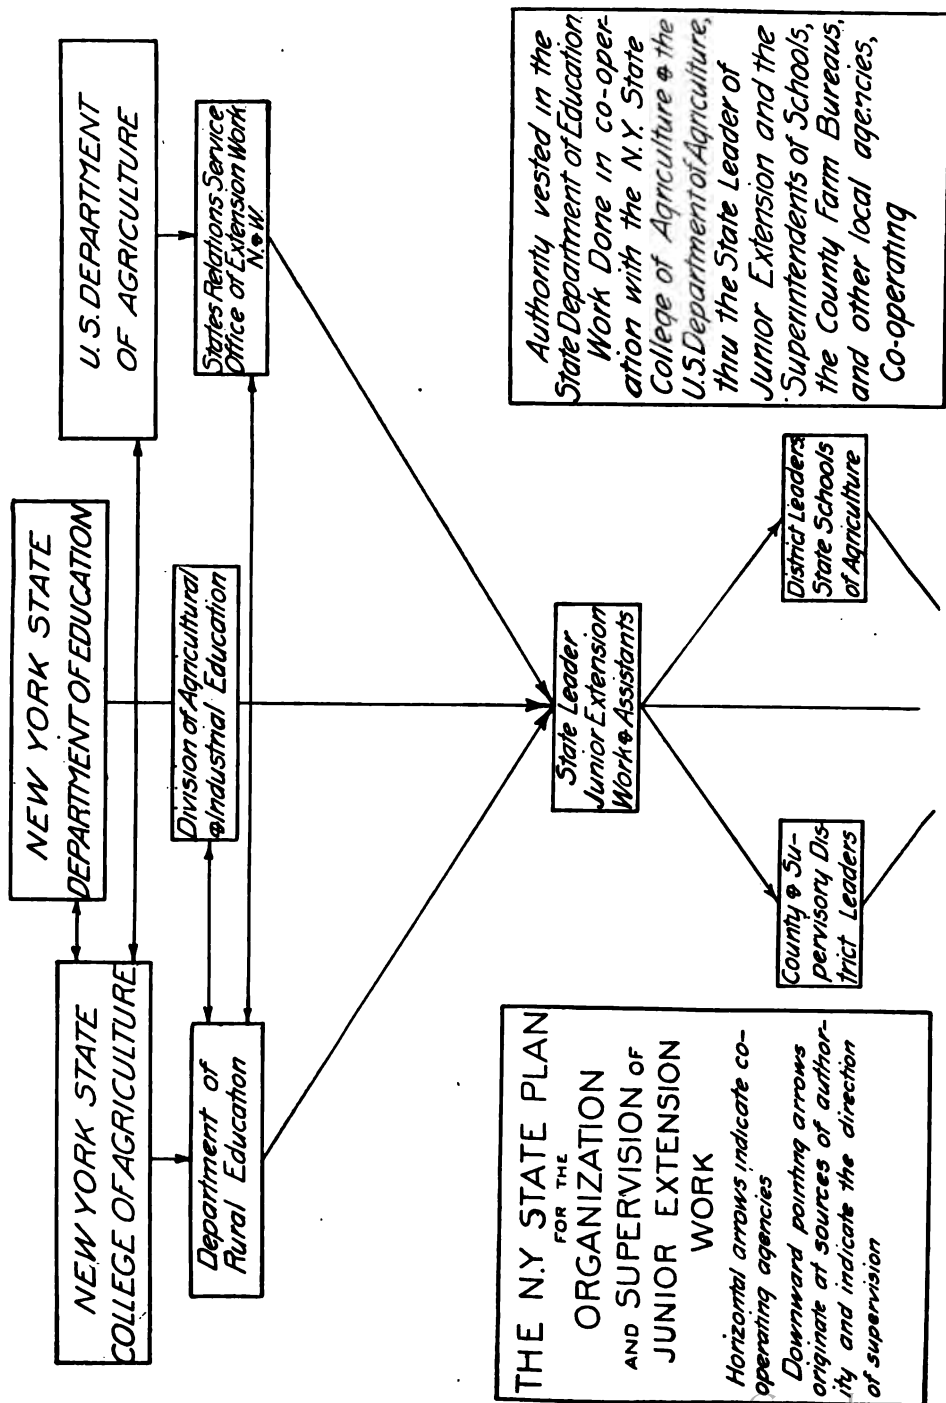 NEW YORK STATE
COLLEGE OF AGRICULTURE
NEW YORK STATE
DEPARTMENT OF EDUCATION
U.S. DEPARTMENT
OF AGRICULTURE
Department of
Rural Education
Division of Agricultural
& Industrial Education
States Relations Service
Office of Extension Work
N. & W.
State Leader
Junior Extension
Work & Assistants
County & Su-
pervisory Dis-
trict Leaders
District Leaders
State Schools
of Agriculture
THE N.Y STATE PLAN
FOR THE
ORGANIZATION
AND SUPERVISION OF
JUNIOR EXTENSION
WORK
Horizontal arrows indicate co-
operating agencies
Downward pointing arrows
originate at sources of author-
ity and indicate the direction
of supervision
Authority vested in the
State Department of Education
Work Done in co-oper-
ation with the N.Y. State
College of Agriculture & the
U.S. Department of Agriculture,
thru the State Leader of
Junior Extension and the
Superintendents of Schools,
the County Farm Bureaus,
and other local agencies,
Co-operating